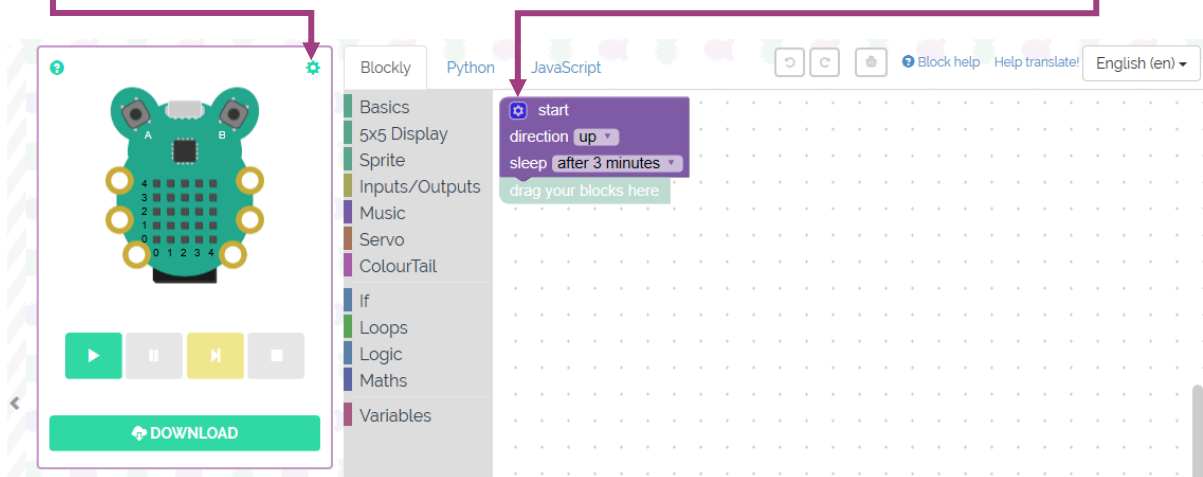 Blockly Python JavaScript
Block help Help translate! English (en)
A B
4
3
2
1
0
0 1 2 3 4
DOWNLOAD
Basics
5x5 Display
Sprite
Inputs/Outputs
Music
Servo
ColourTail
If
Loops
Logic
Maths
Variables
start
direction up
sleep after 3 minutes
drag your blocks here